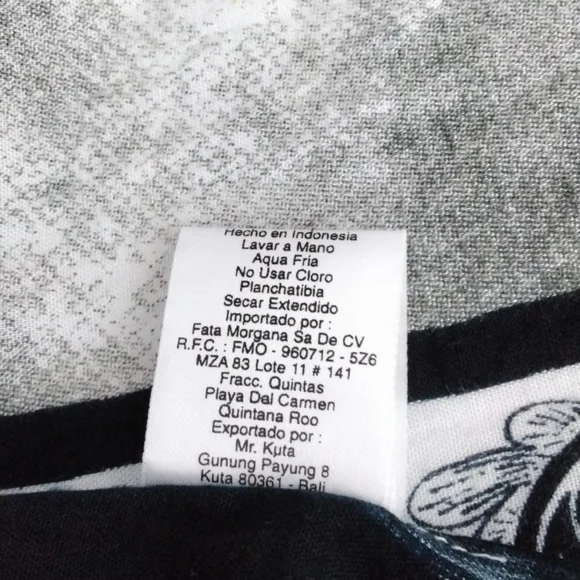 Hecho en Indonesia
Lavar a Mano
Aqua Fria
No Usar Cloro
Planchatibia
Secar Extendido
Importado por :
Fata Morgana Sa De CV
R.F.C. : FMO - 960712 - 5Z6
MZA 83 Lote 11 # 141
Fracc. Quintas
Playa Del Carmen
Quintana Roo
Exportado por :
Mr. Kuta
Gunung Payung 8
Kuta 80361 - Bali